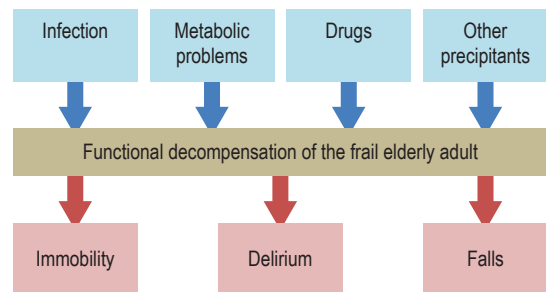 Infection
Metabolic
problems
Drugs
Other
precipitants
Functional decompensation of the frail elderly adult
Immobility
Delirium
Falls